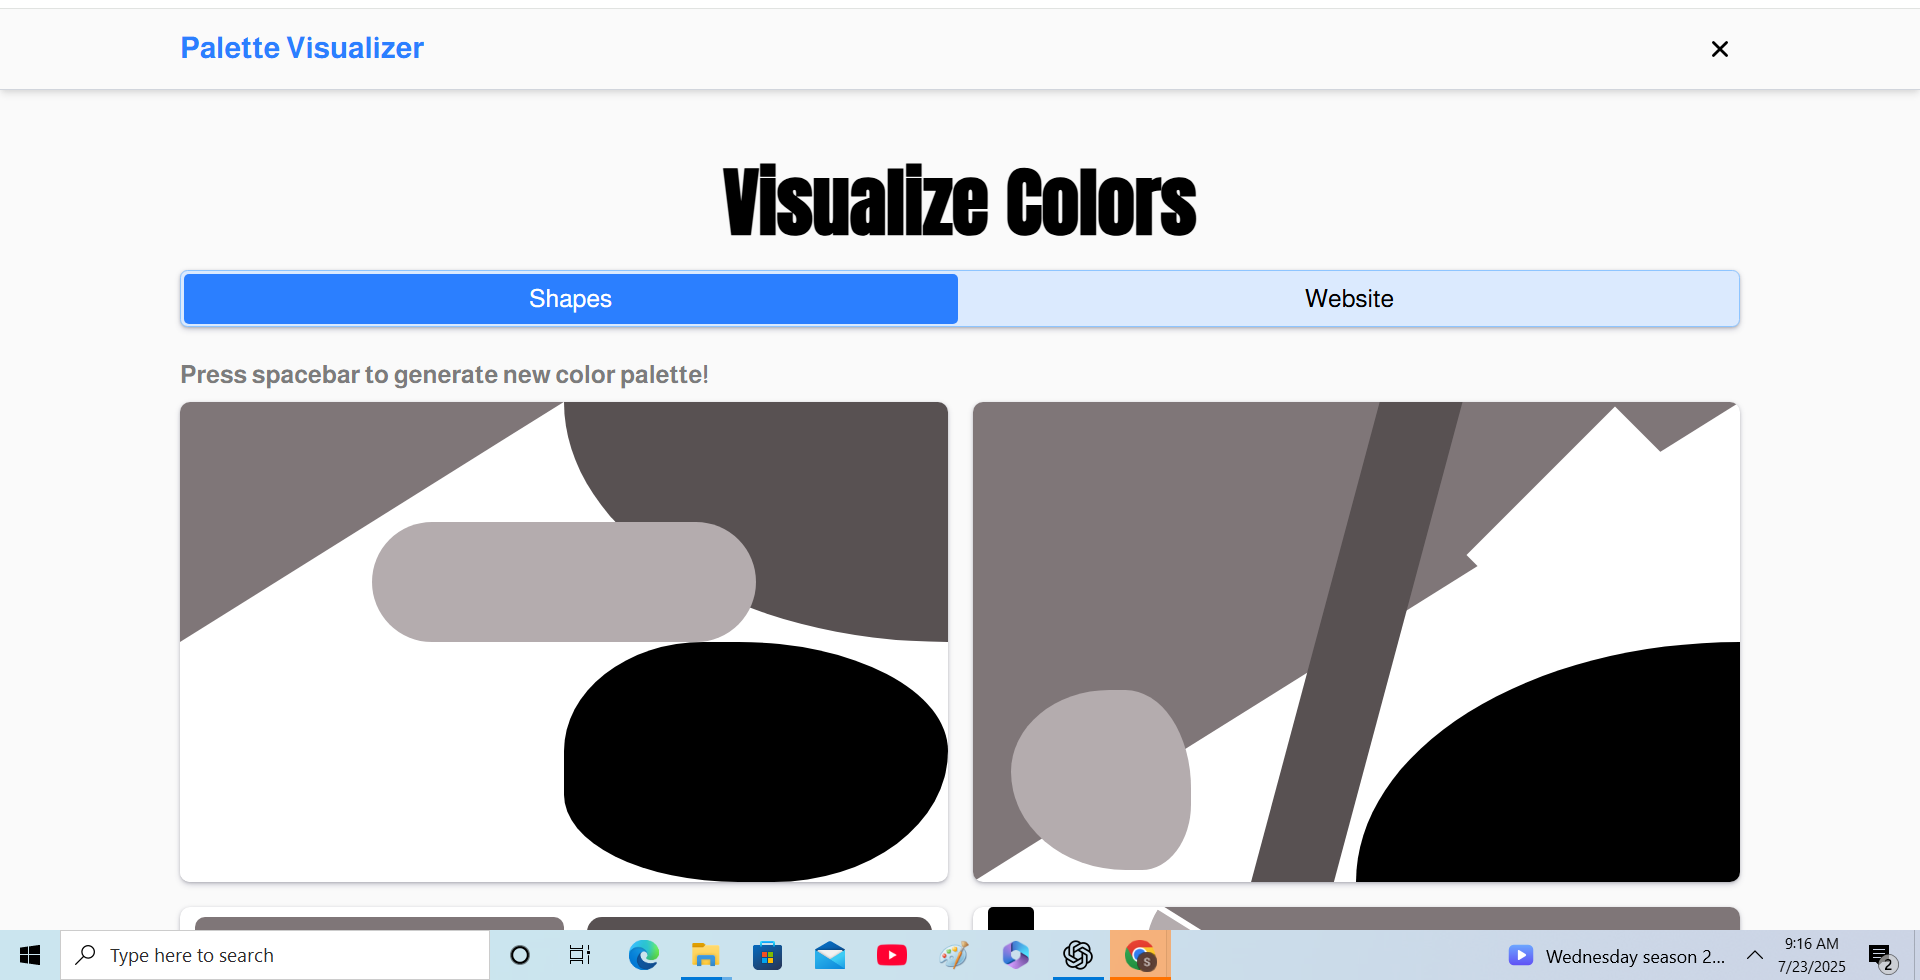 Palette Visualizer
Visualize Colors
Shapes
Website
Press spacebar to generate new color palette!
Type here to search
S
Wednesday season 2...
9:16 AM
7/23/2025
2